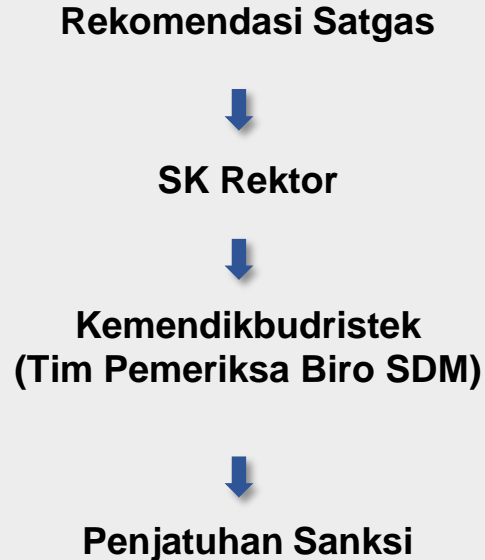 Rekomendasi Satgas
SK Rektor
Kemendikbudristek
(Tim Pemeriksa Biro SDM)
Penjatuhan Sanksi